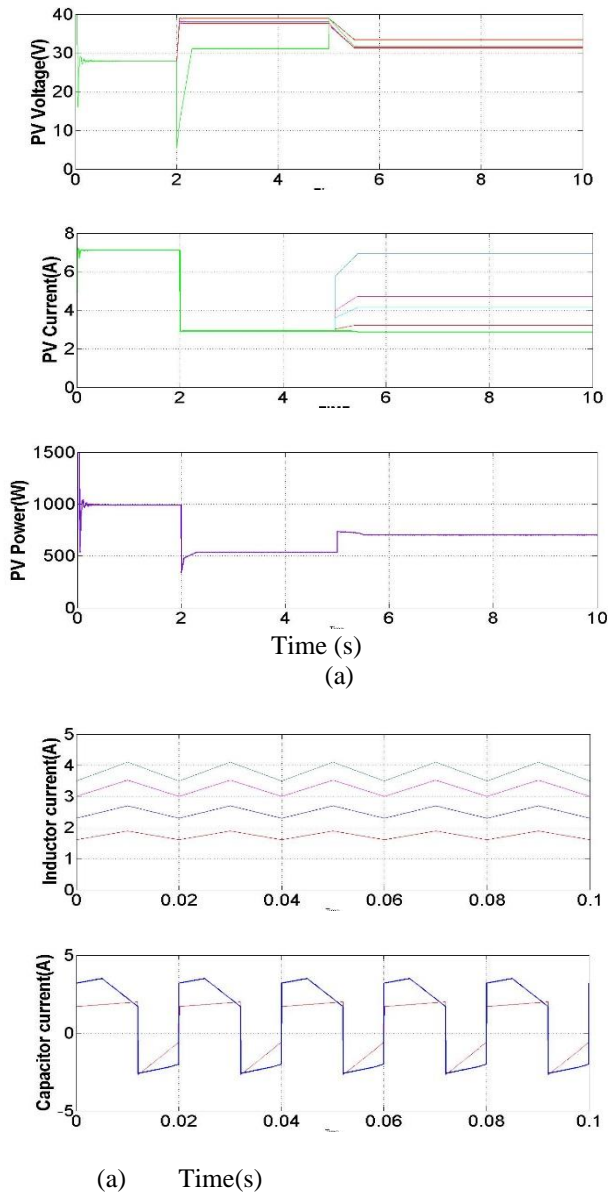 PV Voltage(V)
40
30
20
10
0
0 2 4 6 8 10
PV Current(A)
8
6
4
2
0
0 2 4 6 8 10
PV Power(W)
1500
1000
500
0
0 2 4 6 8 10
Time
Time (s)
(a)
Inductor current(A)
5
4
3
2
1
0
0 0.02 0.04 0.06 0.08 0.1
Capacitor current(A)
5
0
-5
0 0.02 0.04 0.06 0.08 0.1
(a) Time(s)